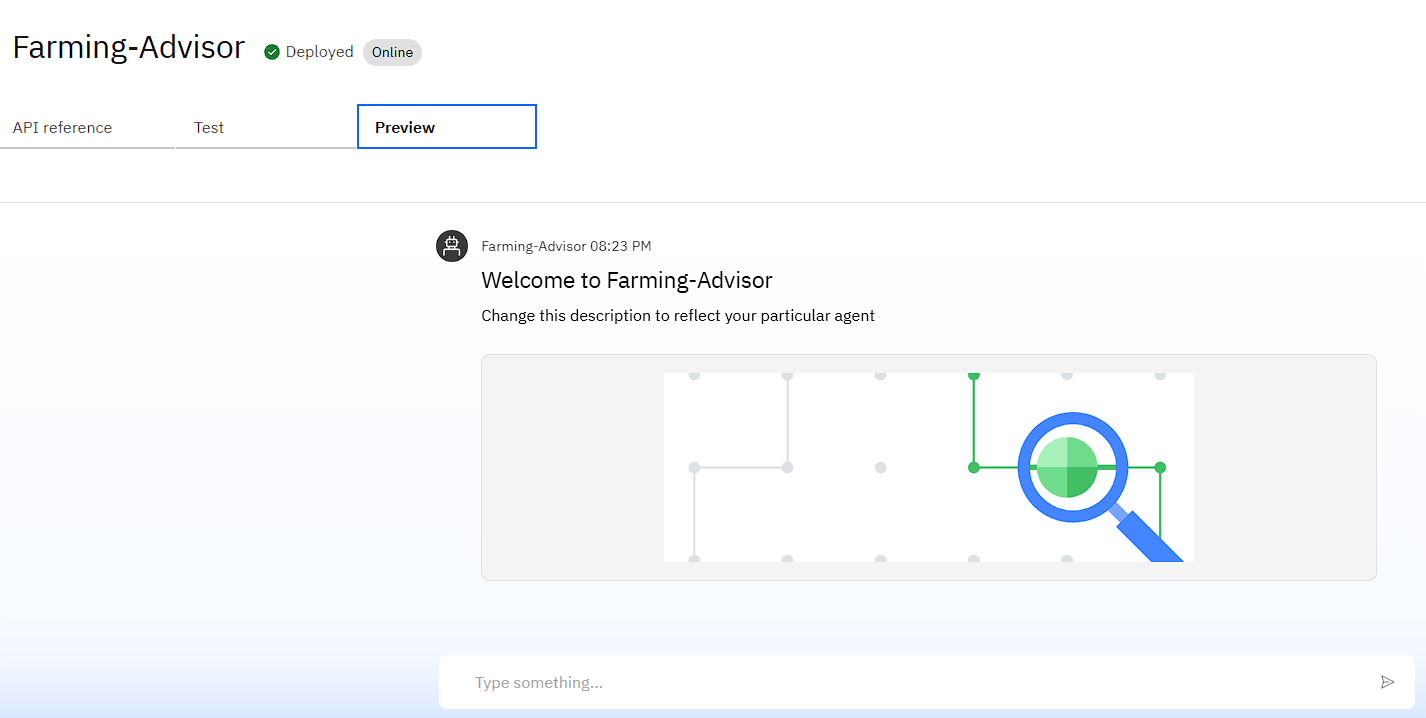 Farming-Advisor Deployed Online
API reference Test Preview
Farming-Advisor 08:23 PM
Welcome to Farming-Advisor
Change this description to reflect your particular agent
Type something...